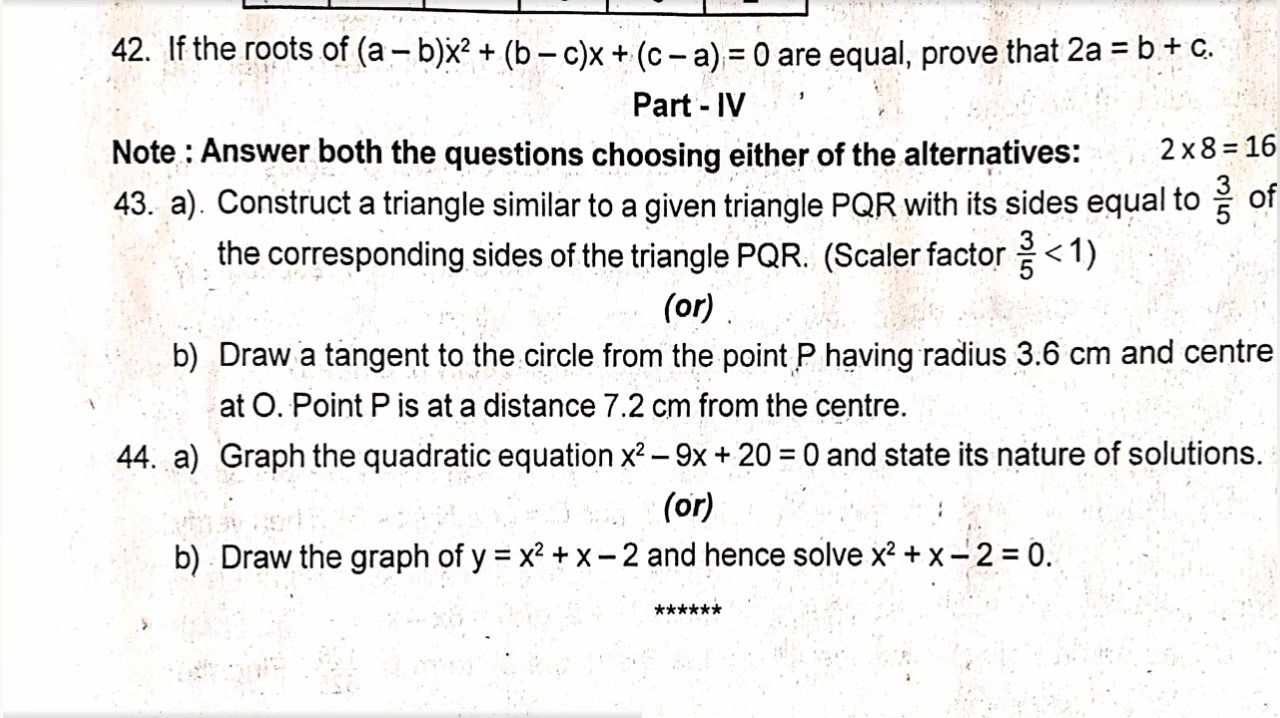 42. If the roots of (a – b)x² + (b – c)x + (c – a) = 0 are equal, prove that 2a = b + c.
Part - IV
Note : Answer both the questions choosing either of the alternatives: 2 x 8 = 16
43. a). Construct a triangle similar to a given triangle PQR with its sides equal to 3/5 of
the corresponding sides of the triangle PQR. (Scaler factor 3/5 < 1)
(or)
b) Draw a tangent to the circle from the point P having radius 3.6 cm and centre
at O. Point P is at a distance 7.2 cm from the centre.
44. a) Graph the quadratic equation x² – 9x + 20 = 0 and state its nature of solutions.
(or)
b) Draw the graph of y = x² + x – 2 and hence solve x² + x – 2 = 0.
******